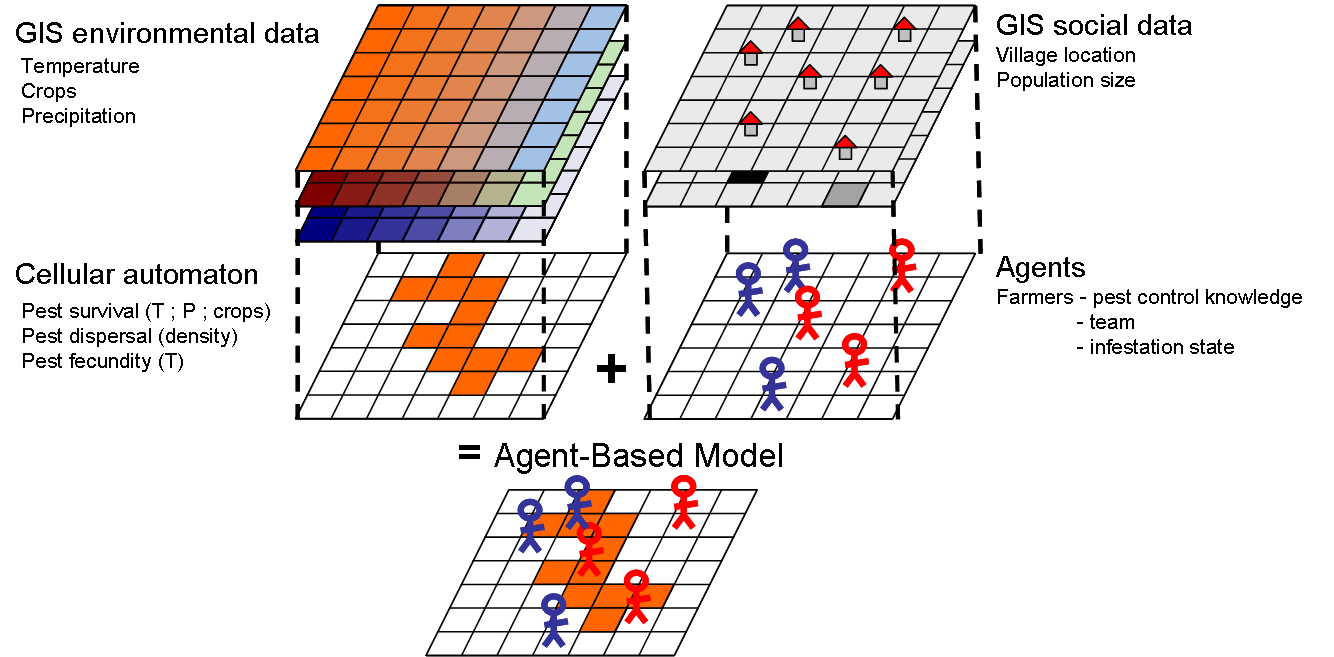 GIS environmental data
Temperature
Crops
Precipitation
GIS social data
Village location
Population size
Cellular automaton
Pest survival (T ; P ; crops)
Pest dispersal (density)
Pest fecundity (T)
+
Agents
Farmers - pest control knowledge
- team
- infestation state
= Agent-Based Model